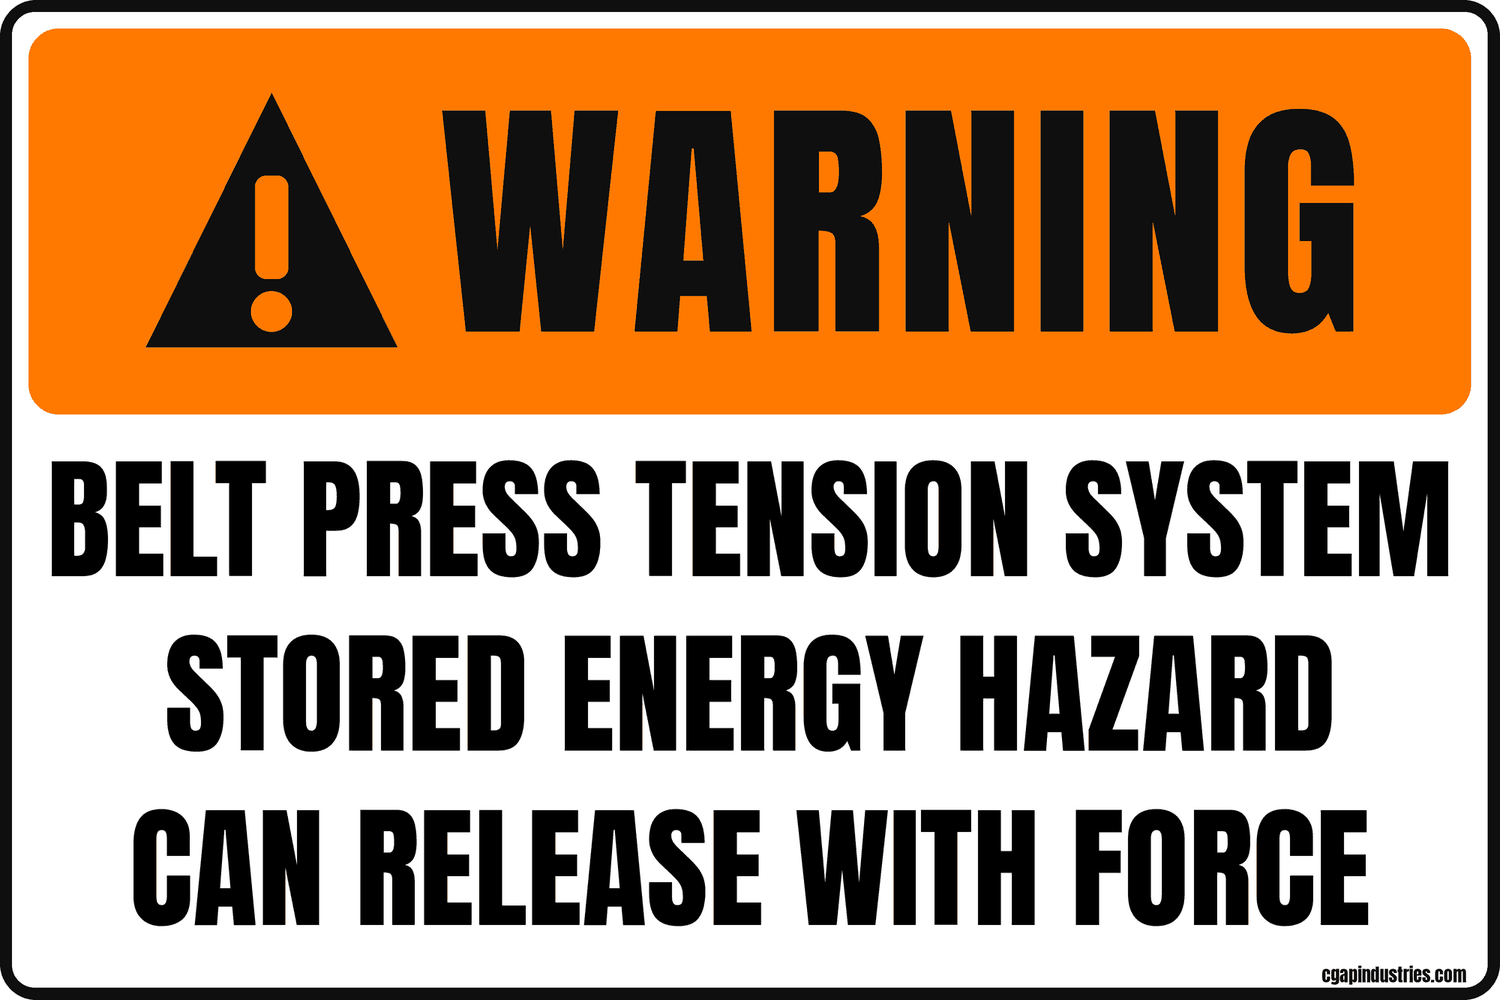 WARNING
BELT PRESS TENSION SYSTEM
STORED ENERGY HAZARD
CAN RELEASE WITH FORCE
cgapindustries.com